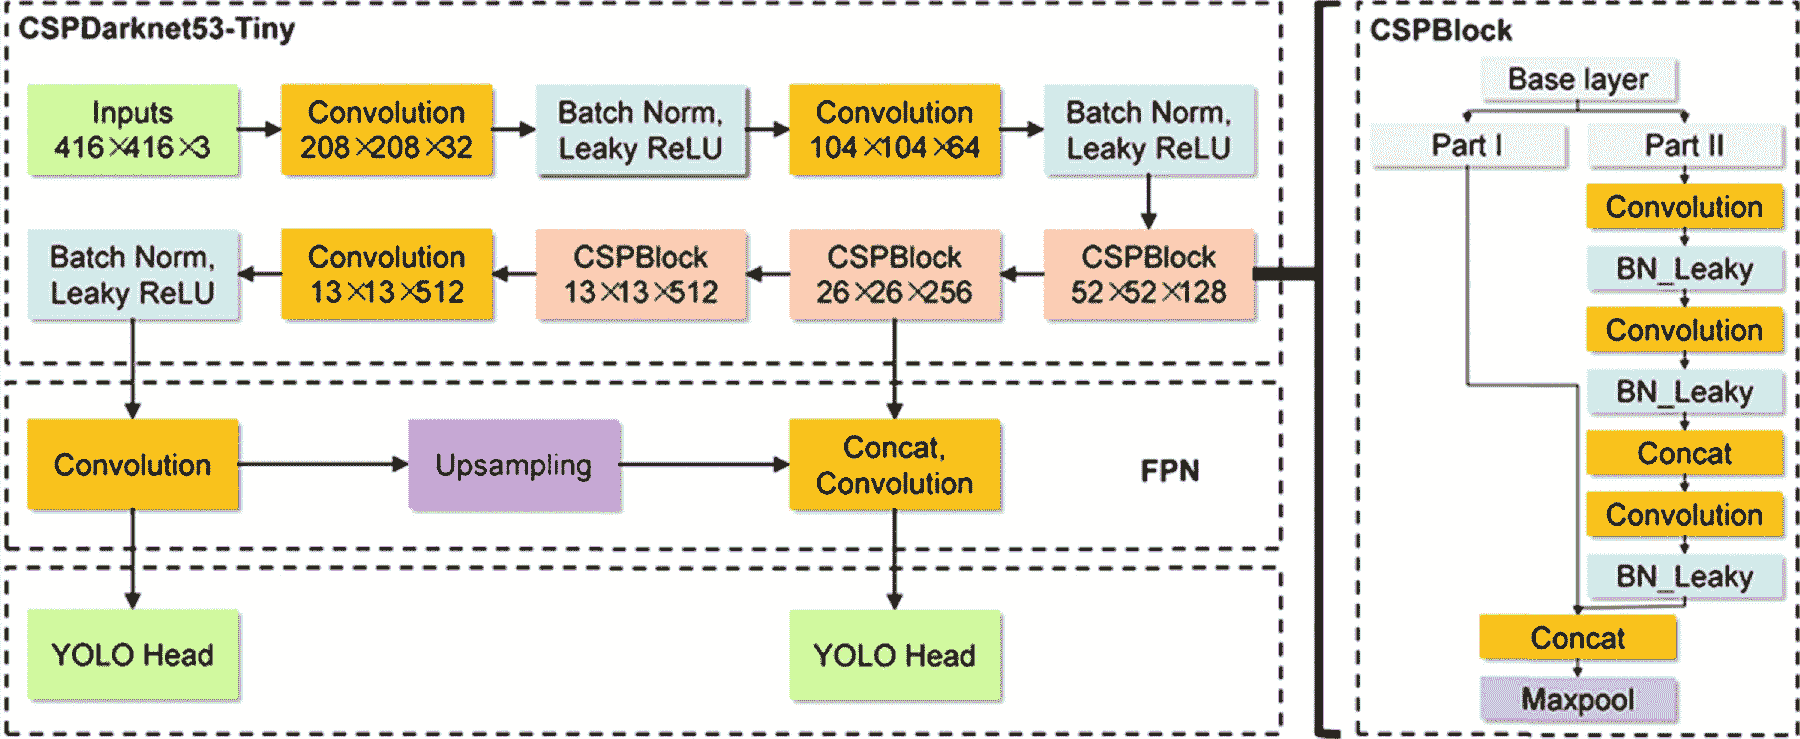 CSPDarknet53-Tiny
Inputs
416×416×3
Convolution
208×208×32
Batch Norm,
Leaky ReLU
Convolution
104×104×64
Batch Norm,
Leaky ReLU
Batch Norm,
Leaky ReLU
Convolution
13×13×512
CSPBlock
13×13×512
CSPBlock
26×26×256
CSPBlock
52×52×128
Convolution
Upsampling
Concat,
Convolution
FPN
YOLO Head
YOLO Head
CSPBlock
Base layer
Part I
Part II
Convolution
BN_Leaky
Convolution
BN_Leaky
Concat
Convolution
BN_Leaky
Concat
Maxpool